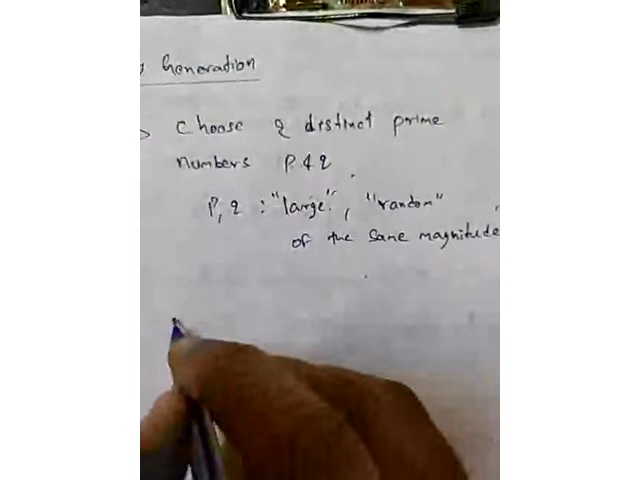 Generation
Choose 2 distinct prime
numbers P & q
P, q : "large", "random"
of the same magnitude